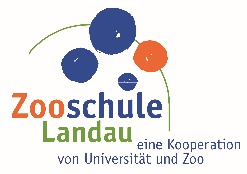 Zooschule
Landau
eine Kooperation
von Universität und Zoo